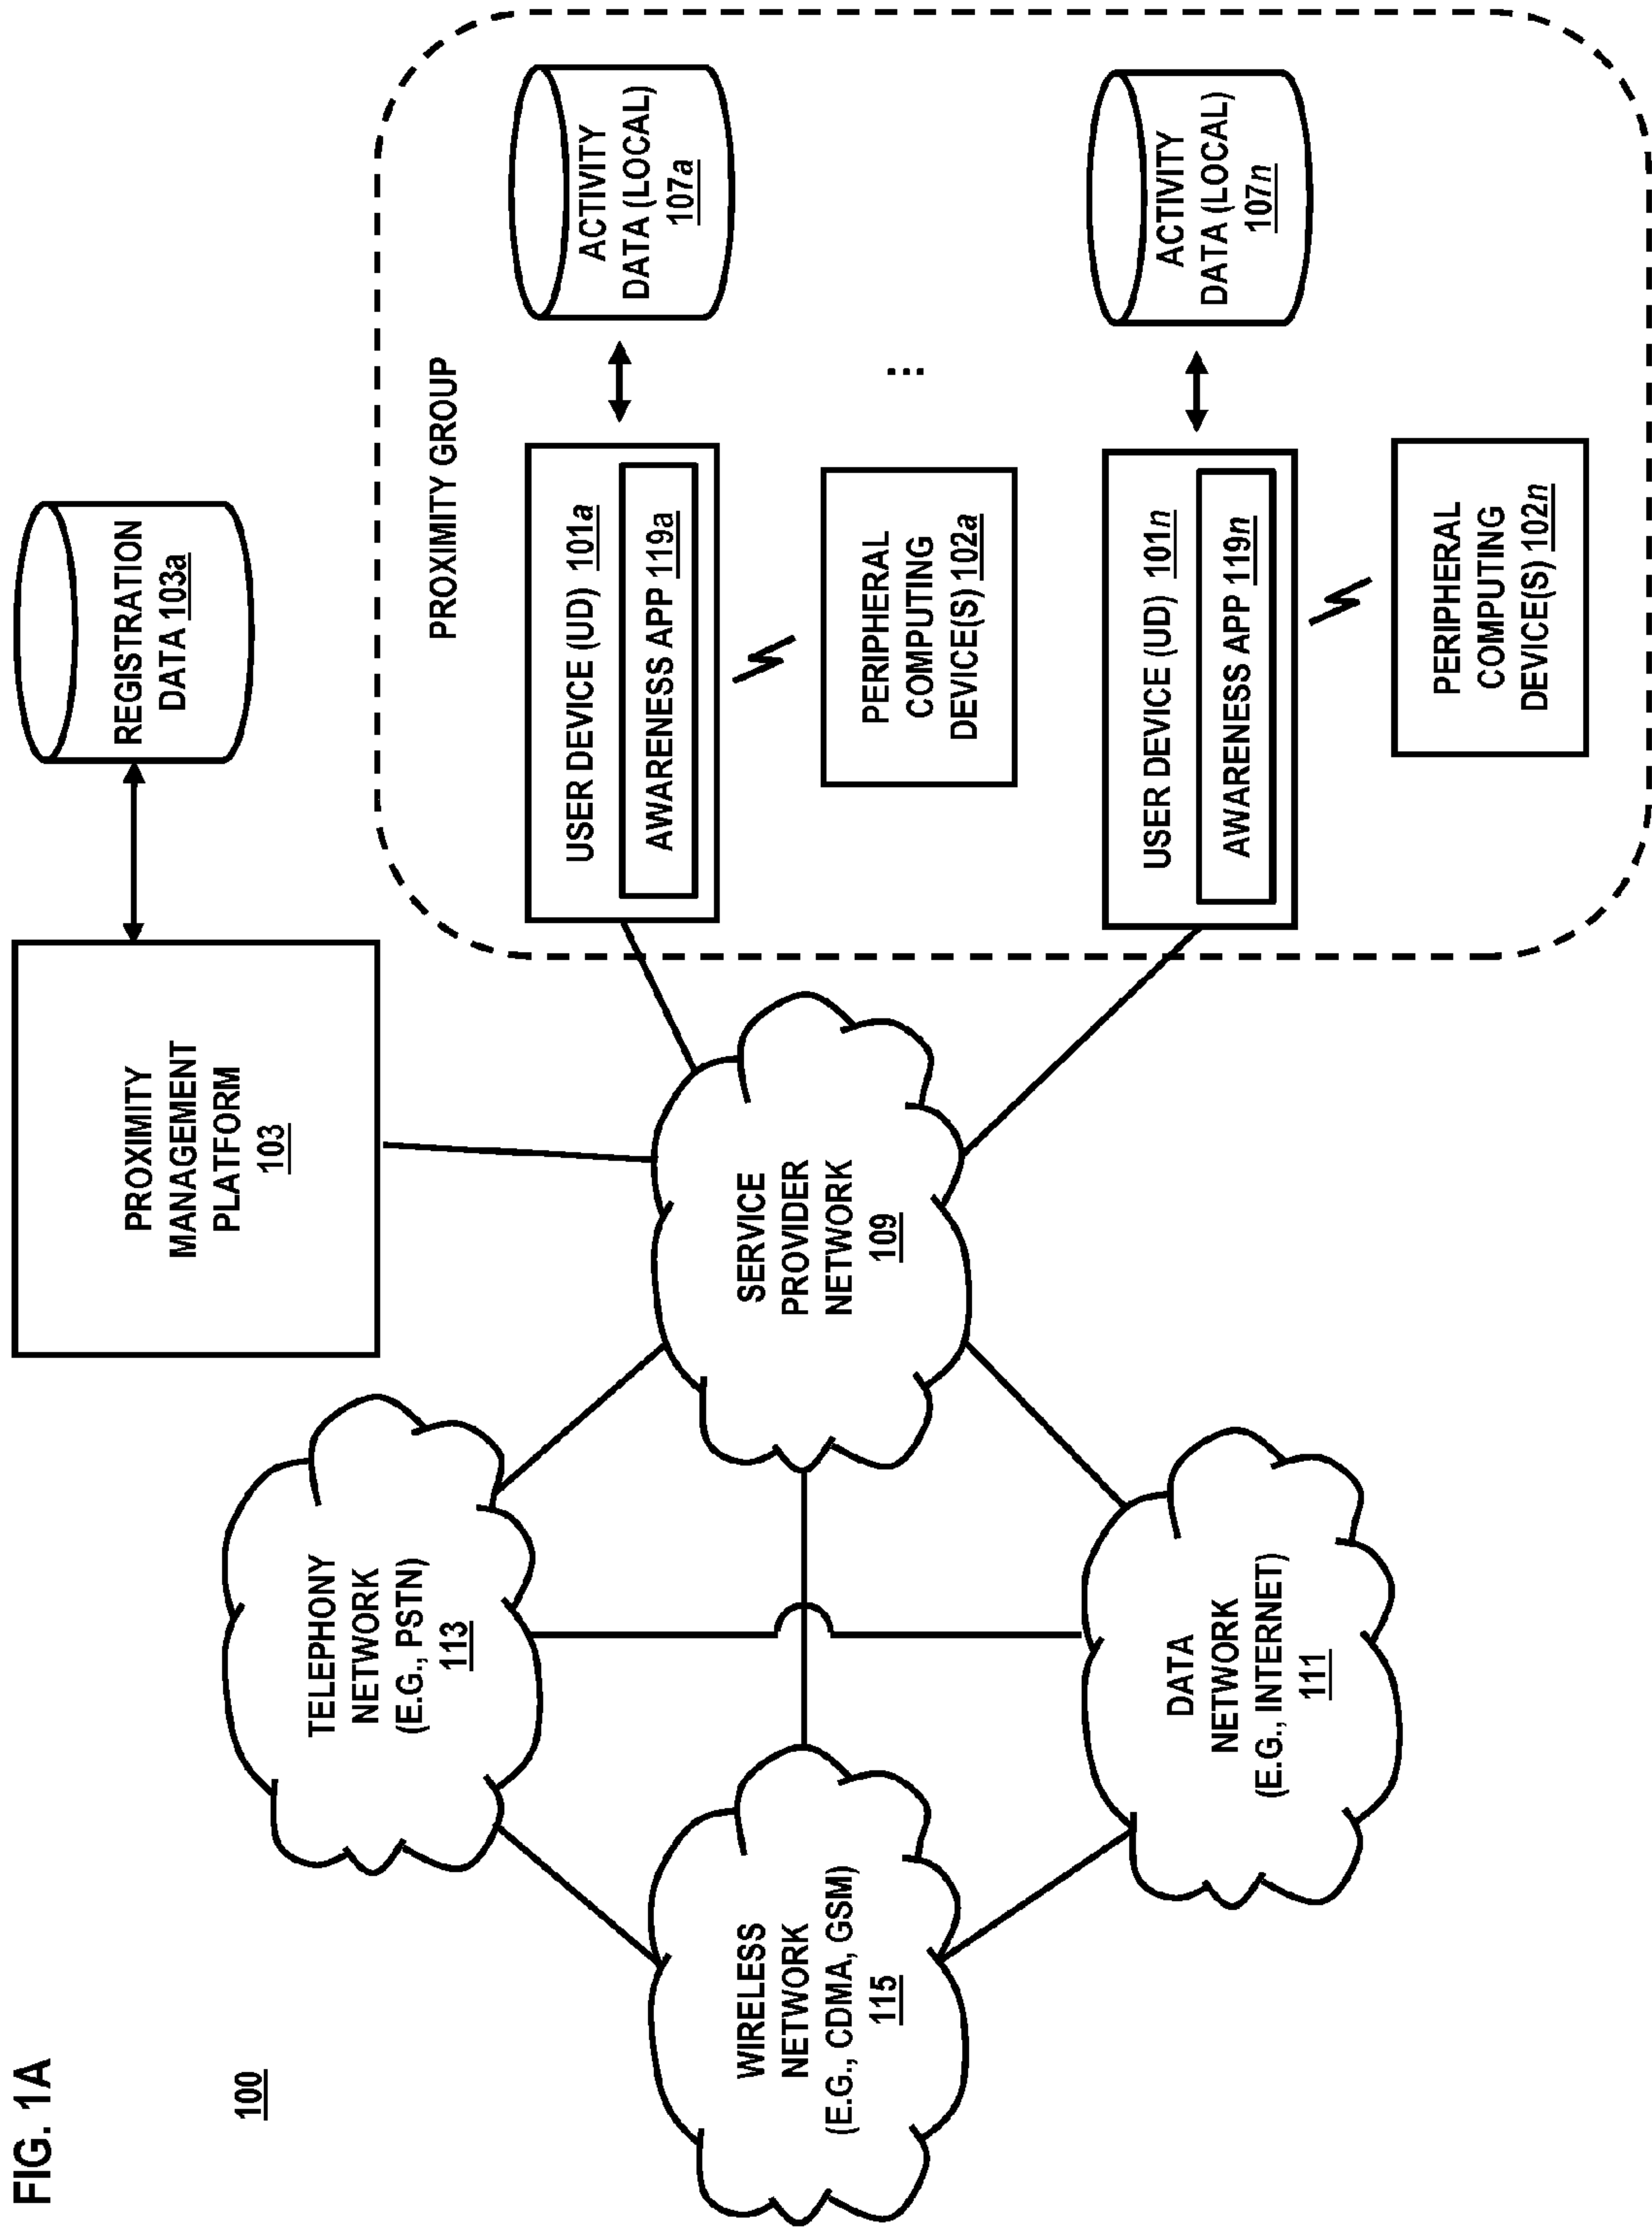 FIG. 1A
100
PROXIMITY
MANAGEMENT
PLATFORM
103
REGISTRATION
DATA 103a
TELEPHONY
NETWORK
(E.G., PSTN)
113
WIRELESS
NETWORK
(E.G., CDMA, GSM)
115
SERVICE
PROVIDER
NETWORK
109
DATA
NETWORK
(E.G., INTERNET)
111
PROXIMITY GROUP
USER DEVICE (UD) 101a
AWARENESS APP 119a
ACTIVITY
DATA (LOCAL)
107a
PERIPHERAL
COMPUTING
DEVICE(S) 102a
...
USER DEVICE (UD) 101n
AWARENESS APP 119n
ACTIVITY
DATA (LOCAL)
107n
PERIPHERAL
COMPUTING
DEVICE(S) 102n